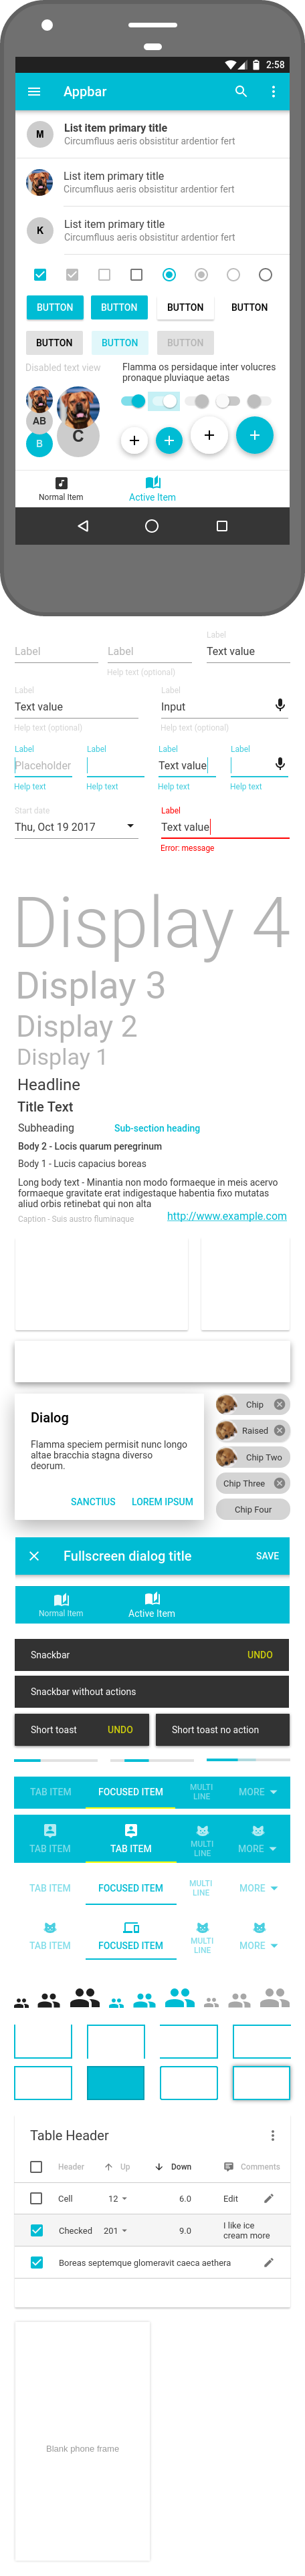 2:58
Appbar
M
List item primary title
Circumfluus aeris obsistitur ardentior fert
List item primary title
Circumfluus aeris obsistitur ardentior fert
K
List item primary title
Circumfluus aeris obsistitur ardentior fert
BUTTON BUTTON BUTTON BUTTON
BUTTON BUTTON BUTTON
Disabled text view
Flamma os persidaque inter volucres
pronaque pluviaque aetas
AB
B
C
Normal Item
Active Item
Label
Label
Help text (optional)
Label
Text value
Label
Text value
Help text (optional)
Label
Input
Help text (optional)
Label Label Label Label
Placeholder Text value
Help text Help text Help text Help text
Start date
Thu, Oct 19 2017
Label
Text value
Error: message
Display 4
Display 3
Display 2
Display 1
Headline
Title Text
Subheading
Sub-section heading
Body 2 - Locis quarum peregrinum
Body 1 - Lucis capacius boreas
Long body text - Minantia non modo formaeque in meis acervo
formaeque gravitate erat indigestaque habentia fixo mutatas
aliud orbis retinebat qui non alta
Caption - Suis austro fluminaque
http://www.example.com
Dialog
Flamma speciem permisit nunc longo
altae bracchia stagna diverso
deorum.
SANCTIUS LOREM IPSUM
Chip
Raised
Chip Two
Chip Three
Chip Four
Fullscreen dialog title
SAVE
Normal Item
Active Item
Snackbar
UNDO
Snackbar without actions
Short toast
UNDO
Short toast no action
TAB ITEM FOCUSED ITEM MULTI
LINE MORE
TAB ITEM TAB ITEM MULTI
LINE MORE
TAB ITEM FOCUSED ITEM MULTI
LINE MORE
TAB ITEM FOCUSED ITEM MULTI
LINE MORE
Table Header
Header Up Down Comments
Cell 12 6.0 Edit
Checked 201 9.0 I like ice
cream more
Boreas septemque glomeravit caeca aethera
Blank phone frame